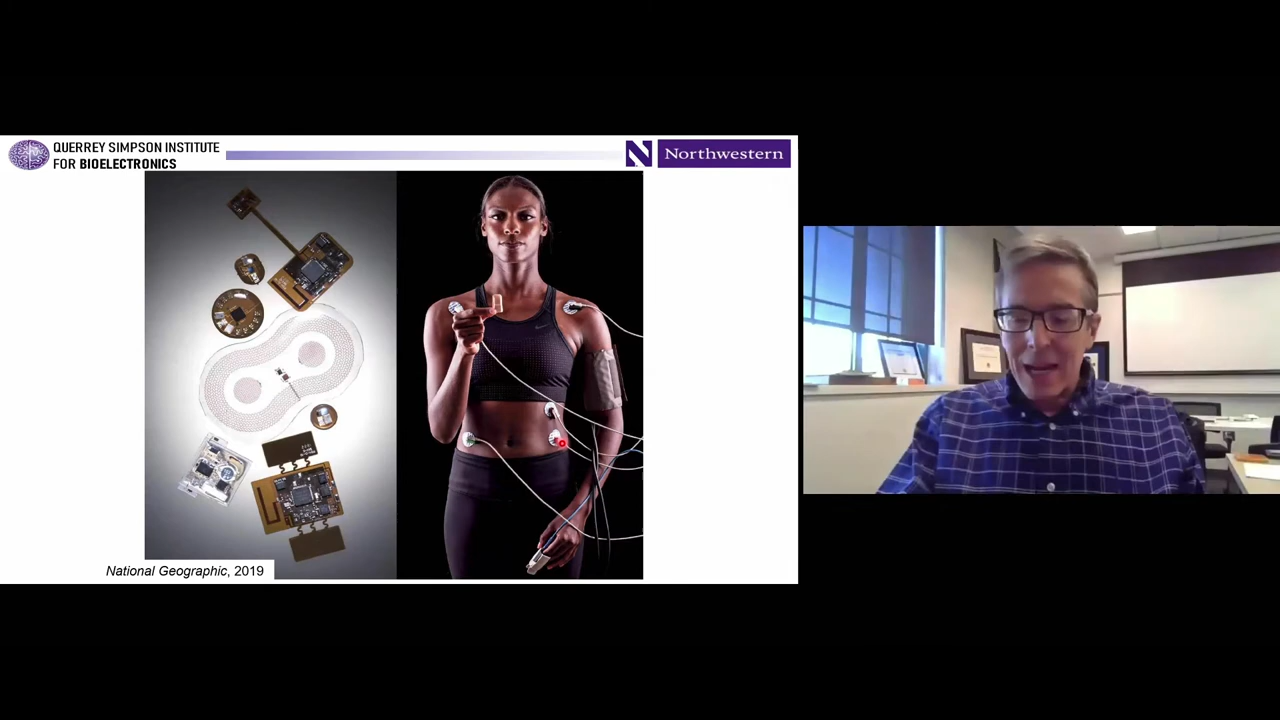 QUERREY SIMPSON INSTITUTE
FOR BIOELECTRONICS
N Northwestern
National Geographic, 2019